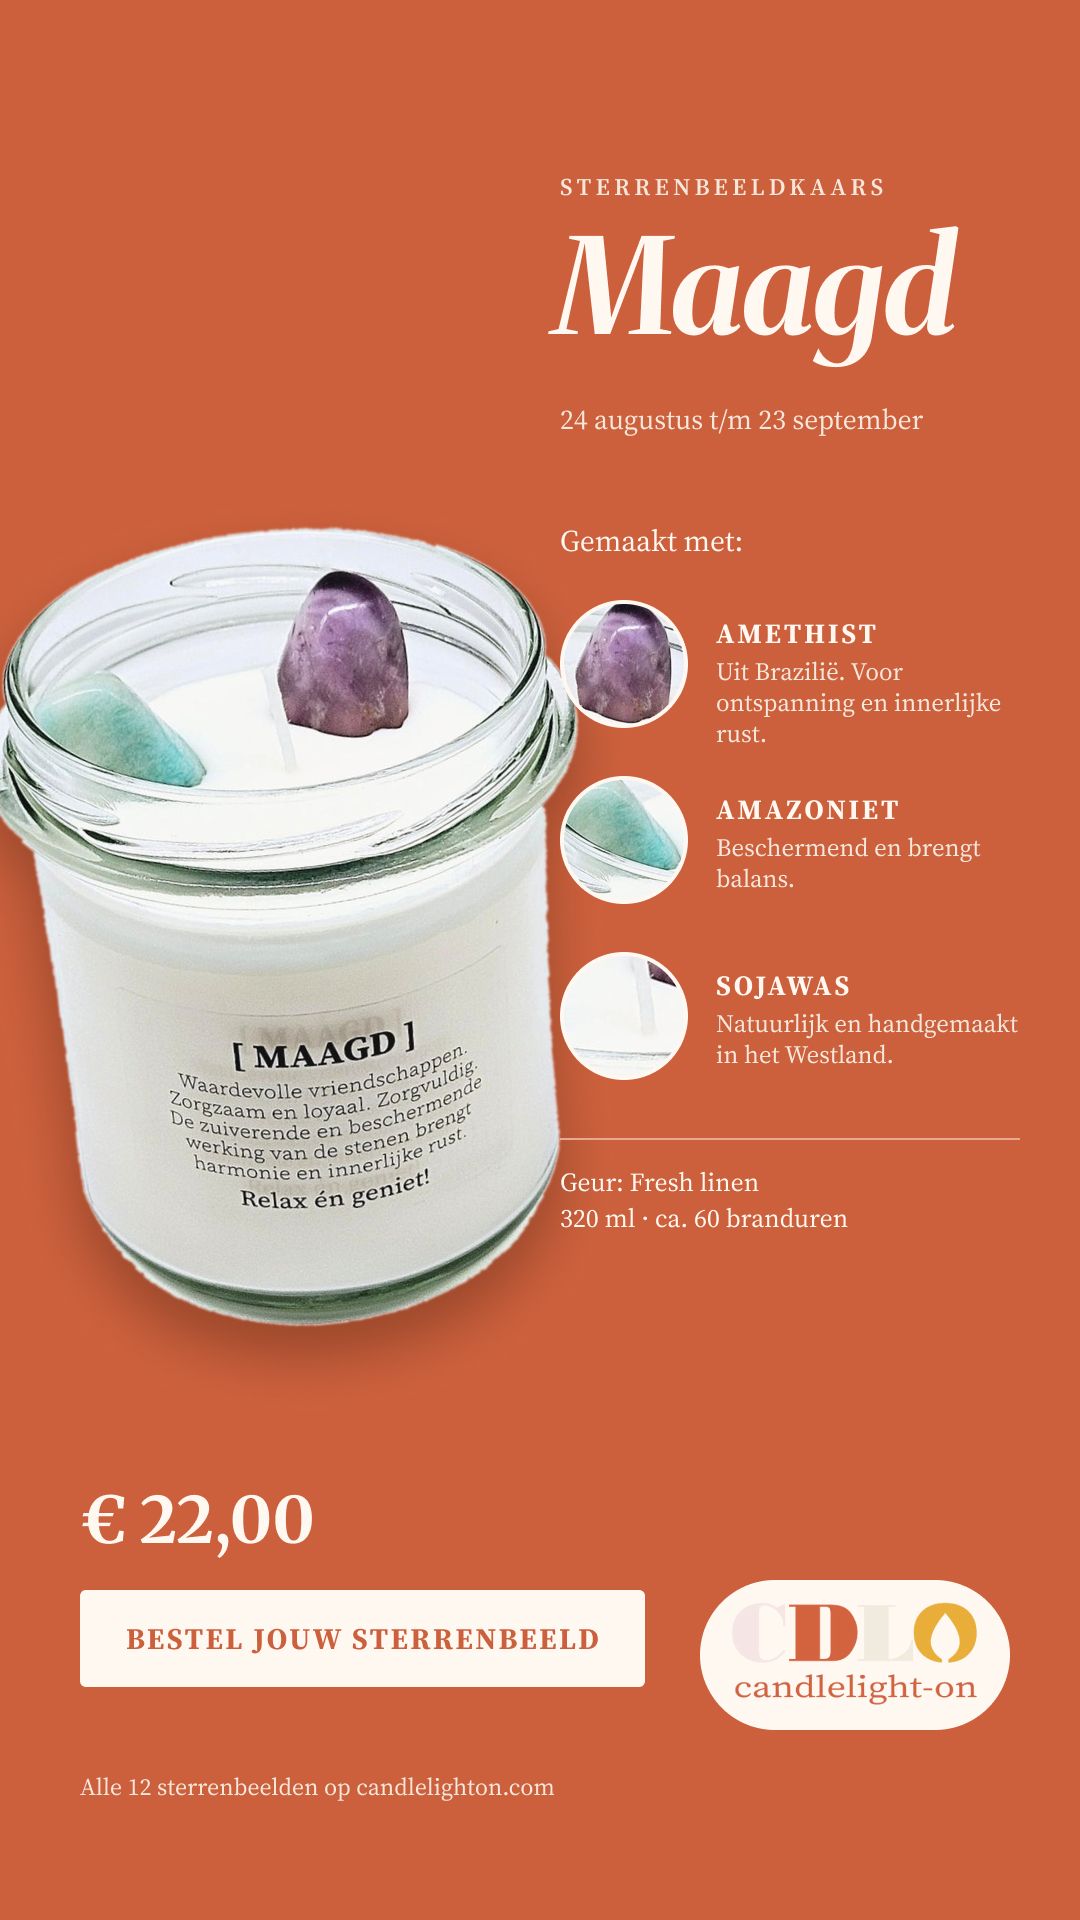 STERRENBEELDKAARS
Maagd
24 augustus t/m 23 september
Gemaakt met:
AMETHIST
Uit Brazilië. Voor
ontspanning en innerlijke
rust.
AMAZONIET
Beschermend en brengt
balans.
SOJAWAS
Natuurlijk en handgemaakt
in het Westland.
Geur: Fresh linen
320 ml · ca. 60 branduren
[ MAAGD ]
Waardevolle vriendschappen.
Zorgzaam en loyaal. Zorgvuldig.
De zuiverende en beschermende
werking van de stenen brengt
harmonie en innerlijke rust.
Relax én geniet!
€ 22,00
BESTEL JOUW STERRENBEELD
CDLO
candlelight-on
Alle 12 sterrenbeelden op candlelighton.com